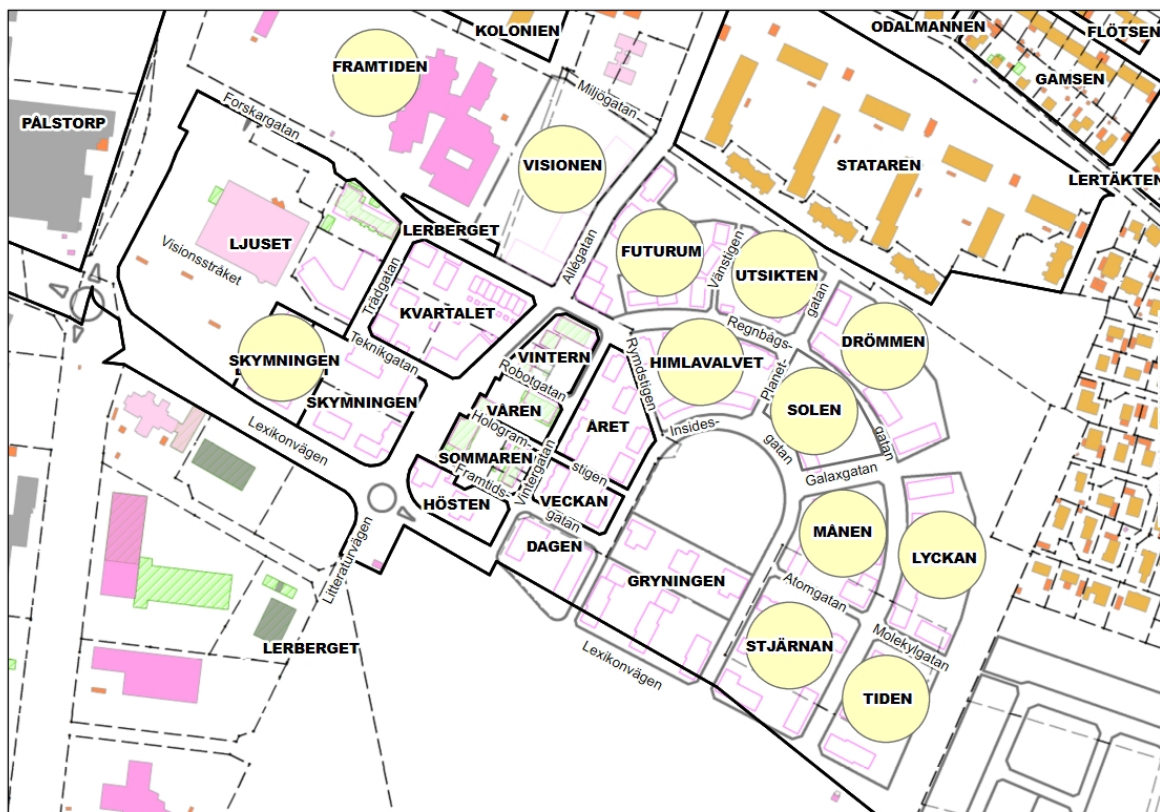 KOLONIEN
ODALMANNEN
FLÖTSEN
FRAMTIDEN
GAMSEN
Miljögatan
Forskargatan
PÅLSTORP
VISIONEN
STATAREN
LERTÄKTEN
LERBERGET
LJUSET
Visionsstråket
Allégatan
FUTURUM
Vänstigen
UTSIKTEN
Trädgatan
KVARTALET
gatan
Regnbågs-
DRÖMMEN
Teknikgatan
SKYMNINGEN
VINTERN
Robotgatan
Rymdstigen
HIMLAVALVET
Planet-
SKYMNINGEN
VÅREN
SOLEN
Lexikonvägen
Hologram-
ÅRET
Insides-
gatan
gatan
SOMMAREN
stigen
Framtids-
Vintergatan
Galaxgatan
HÖSTEN
VECKAN
gatan
Litteraturvägen
DAGEN
MÅNEN
LYCKAN
GRYNINGEN
Atomgatan
LERBERGET
Lexikonvägen
STJÄRNAN
Molekylgatan
TIDEN